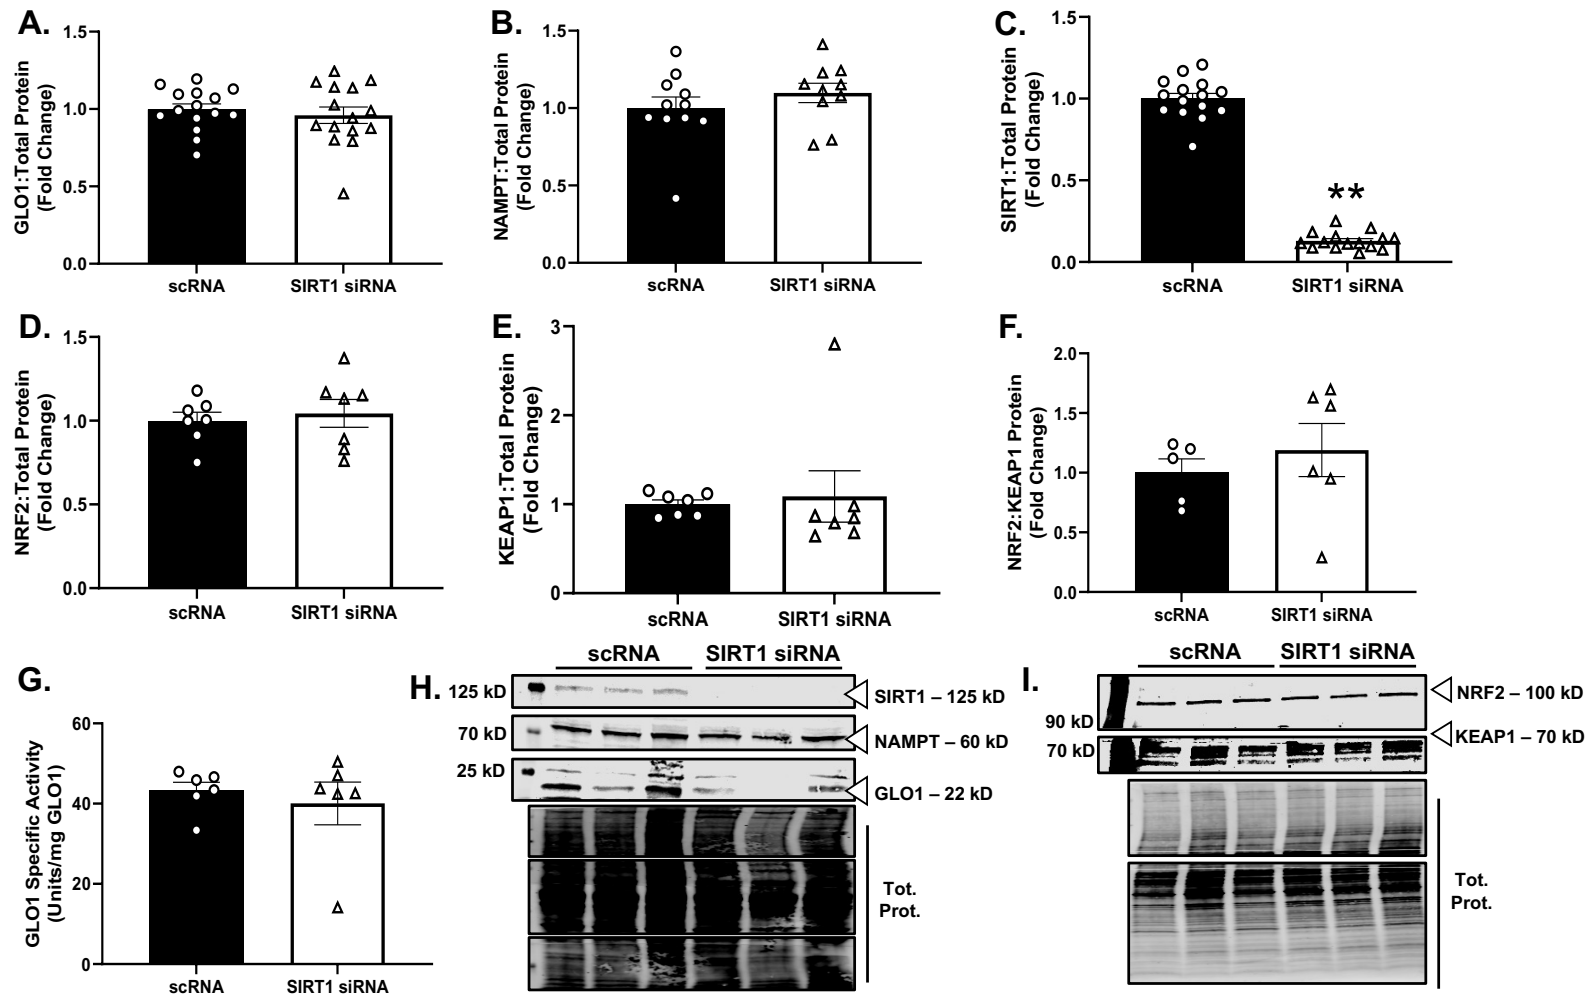 A.
GLO1:Total Protein
(Fold Change)
1.5
1.0
0.5
0.0
scRNA
SIRT1 siRNA
B.
NAMPT:Total Protein
(Fold Change)
1.5
1.0
0.5
0.0
scRNA
SIRT1 siRNA
C.
SIRT1:Total Protein
(Fold Change)
1.5
1.0
0.5
0.0
**
scRNA
SIRT1 siRNA
D.
NRF2:Total Protein
(Fold Change)
1.5
1.0
0.5
0.0
scRNA
SIRT1 siRNA
E.
KEAP1:Total Protein
(Fold Change)
3
2
1
0
scRNA
SIRT1 siRNA
F.
NRF2:KEAP1 Protein
(Fold Change)
2.0
1.5
1.0
0.5
0.0
scRNA
SIRT1 siRNA
G.
GLO1 Specific Activity
(Units/mg GLO1)
60
40
20
0
scRNA
SIRT1 siRNA
H.
scRNA
SIRT1 siRNA
125 kD
SIRT1 – 125 kD
70 kD
NAMPT – 60 kD
25 kD
GLO1 – 22 kD
Tot.
Prot.
I.
scRNA
SIRT1 siRNA
NRF2 – 100 kD
90 kD
KEAP1 – 70 kD
70 kD
Tot.
Prot.